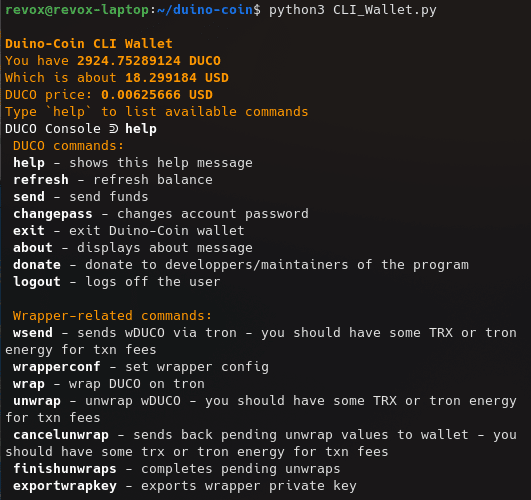 revox@revox-laptop:~/duino-coin$ python3 CLI_Wallet.py
Duino-Coin CLI Wallet
You have 2924.75289124 DUCO
Which is about 18.299184 USD
DUCO price: 0.00625666 USD
Type `help` to list available commands
DUCO Console ᕲ help
DUCO commands:
help - shows this help message
refresh - refresh balance
send - send funds
changepass - changes account password
exit - exit Duino-Coin wallet
about - displays about message
donate - donate to developpers/maintainers of the program
logout - logs off the user
Wrapper-related commands:
wsend - sends wDUCO via tron - you should have some TRX or tron
energy for txn fees
wrapperconf - set wrapper config
wrap - wrap DUCO on tron
unwrap - unwrap wDUCO - you should have some TRX or tron energy
for txn fees
cancelunwrap - sends back pending unwrap values to wallet - you
should have some trx or tron energy for txn fees
finishunwraps - completes pending unwraps
exportwrapkey - exports wrapper private key